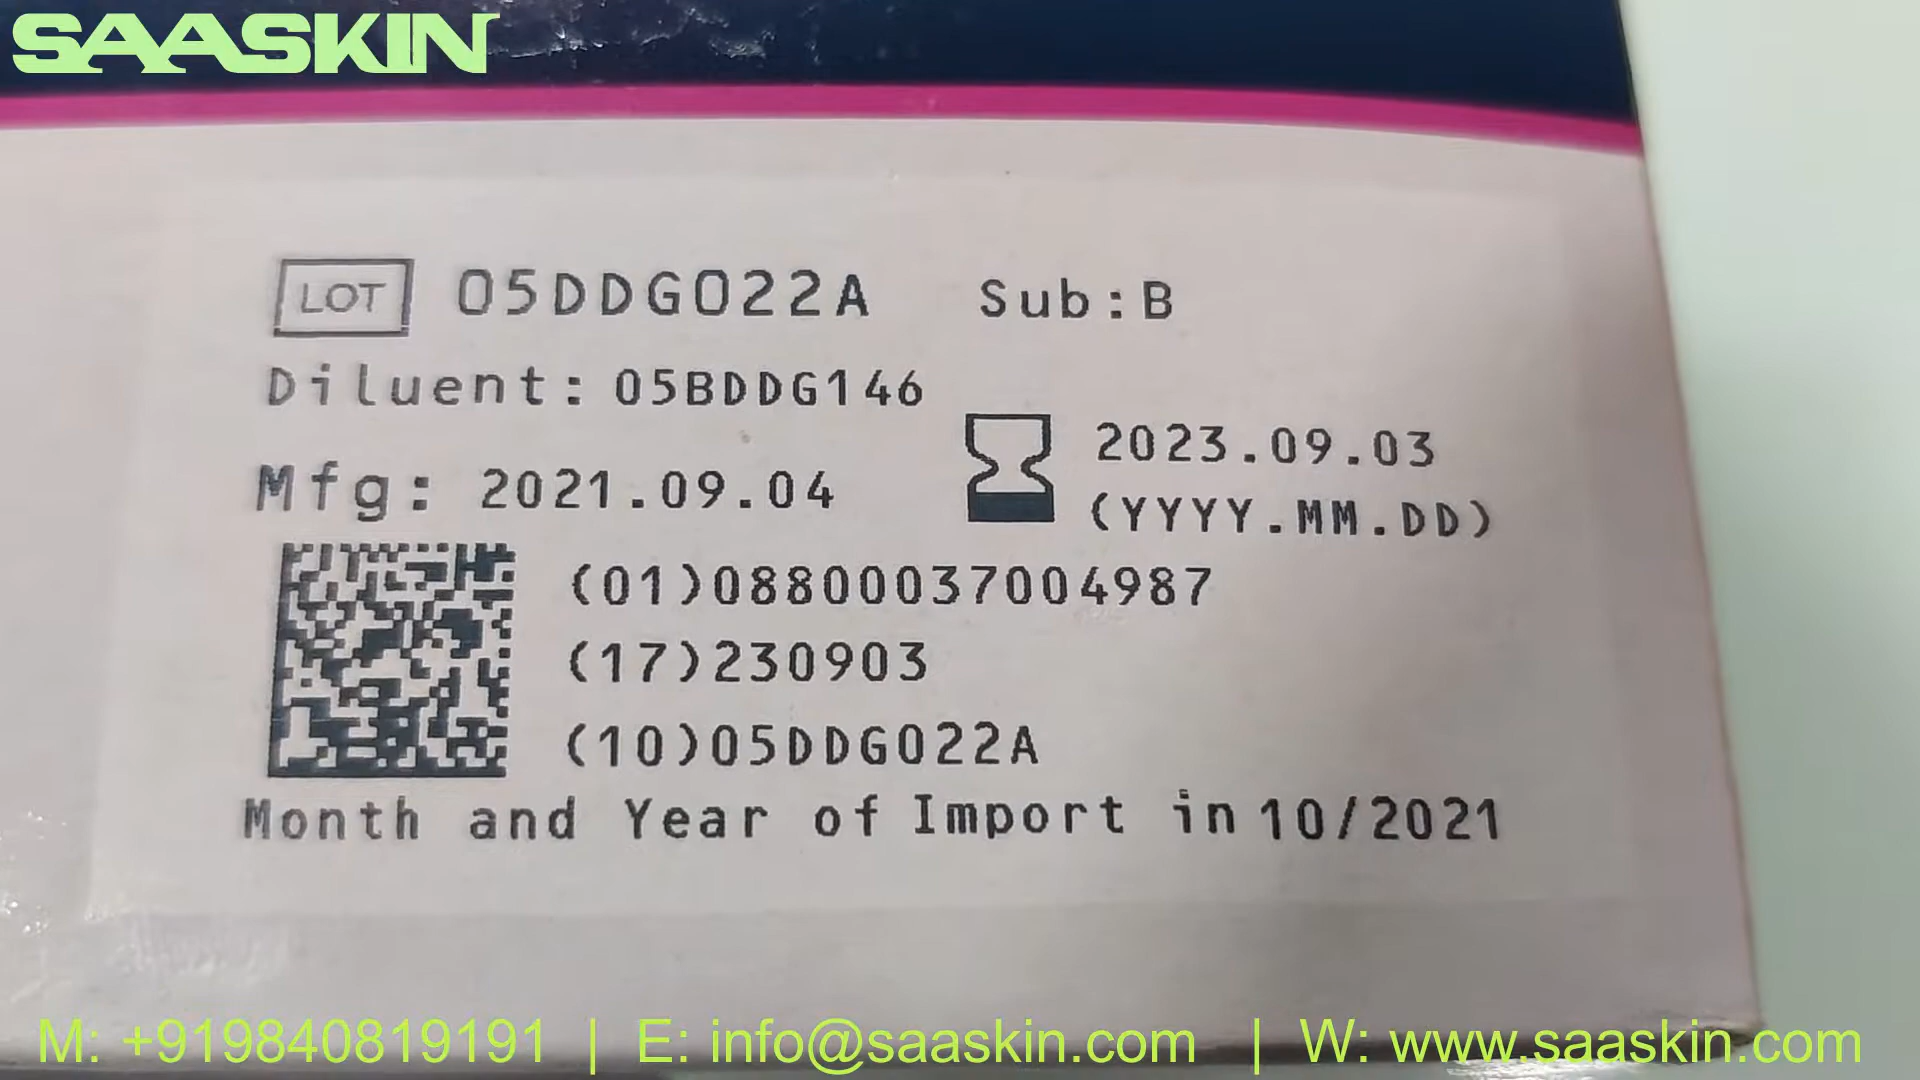 SAASKIN
LOT 05DDG022A Sub:B
Diluent: 05BDDG146
2023.09.03
Mfg: 2021.09.04
(YYYY.MM.DD)
(01)08800037004987
(17)230903
(10)05DDG022A
Month and Year of Import in 10/2021
M: +919840819191 | E: info@saaskin.com | W: www.saaskin.com